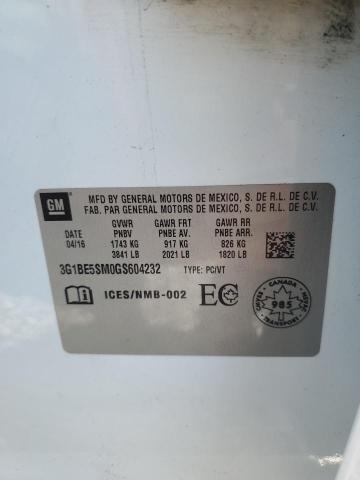 GM
MFD BY GENERAL MOTORS DE MEXICO, S. DE R.L. DE C.V.
FAB. PAR GENERAL MOTORS DE MEXICO, S. DE R.L. DE C.V.
GVWR GAWR FRT GAWR RR
DATE PNBV PNBE AV. PNBE ARR.
04/16 1743 KG 917 KG 826 KG
3841 LB 2021 LB 1820 LB
3G1BE5SM0GS604232 TYPE: PC/VT
ICES/NMB-002 EC
CANADA
985
TRANSPORT